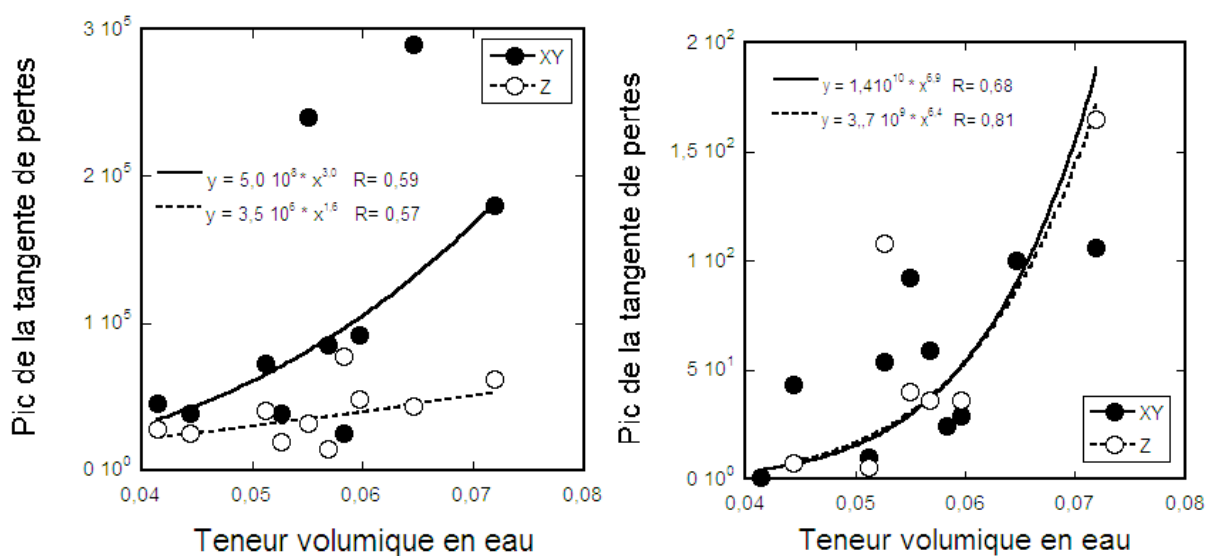 3 10⁵
2 10⁵
1 10⁵
0 10⁰
Pic de la tangente de pertes
XY
Z
y = 5,0 10⁸* x³·⁰ R= 0,59
y = 3,5 10⁶ * x¹·⁶ R= 0,57
0,04 0,05 0,06 0,07 0,08
Teneur volumique en eau
2 10²
1,5 10²
1 10²
5 10¹
0 10⁰
Pic de la tangente de pertes
y = 1,410¹⁰ * x⁶·⁹ R= 0,68
y = 3,,7 10⁹ * x⁶·⁴ R= 0,81
XY
Z
0,04 0,05 0,06 0,07 0,08
Teneur volumique en eau